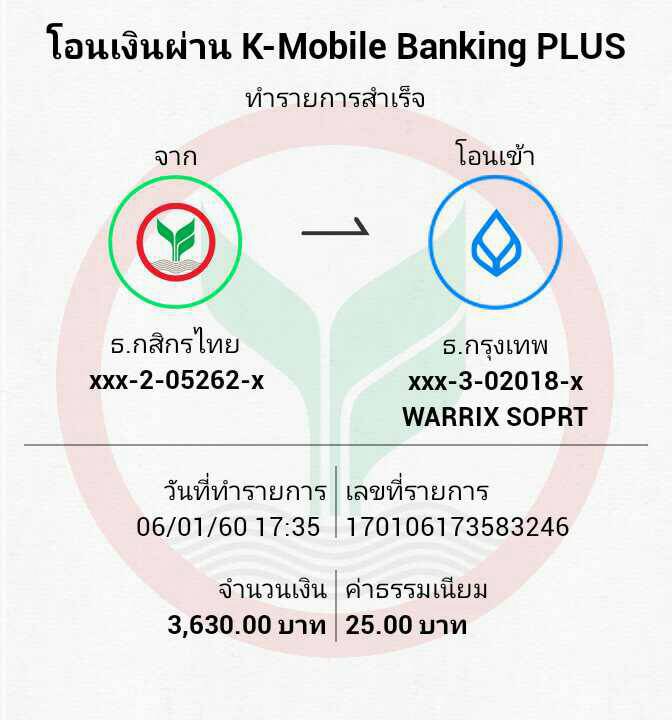 โอนเงินผ่าน K-Mobile Banking PLUS
ทำรายการสำเร็จ
จาก
โอนเข้า
ธ.กสิกรไทย
xxx-2-05262-x
ธ.กรุงเทพ
xxx-3-02018-x
WARRIX SOPRT
วันที่ทำรายการ
06/01/60 17:35
เลขที่รายการ
170106173583246
จำนวนเงิน
3,630.00 บาท
ค่าธรรมเนียม
25.00 บาท